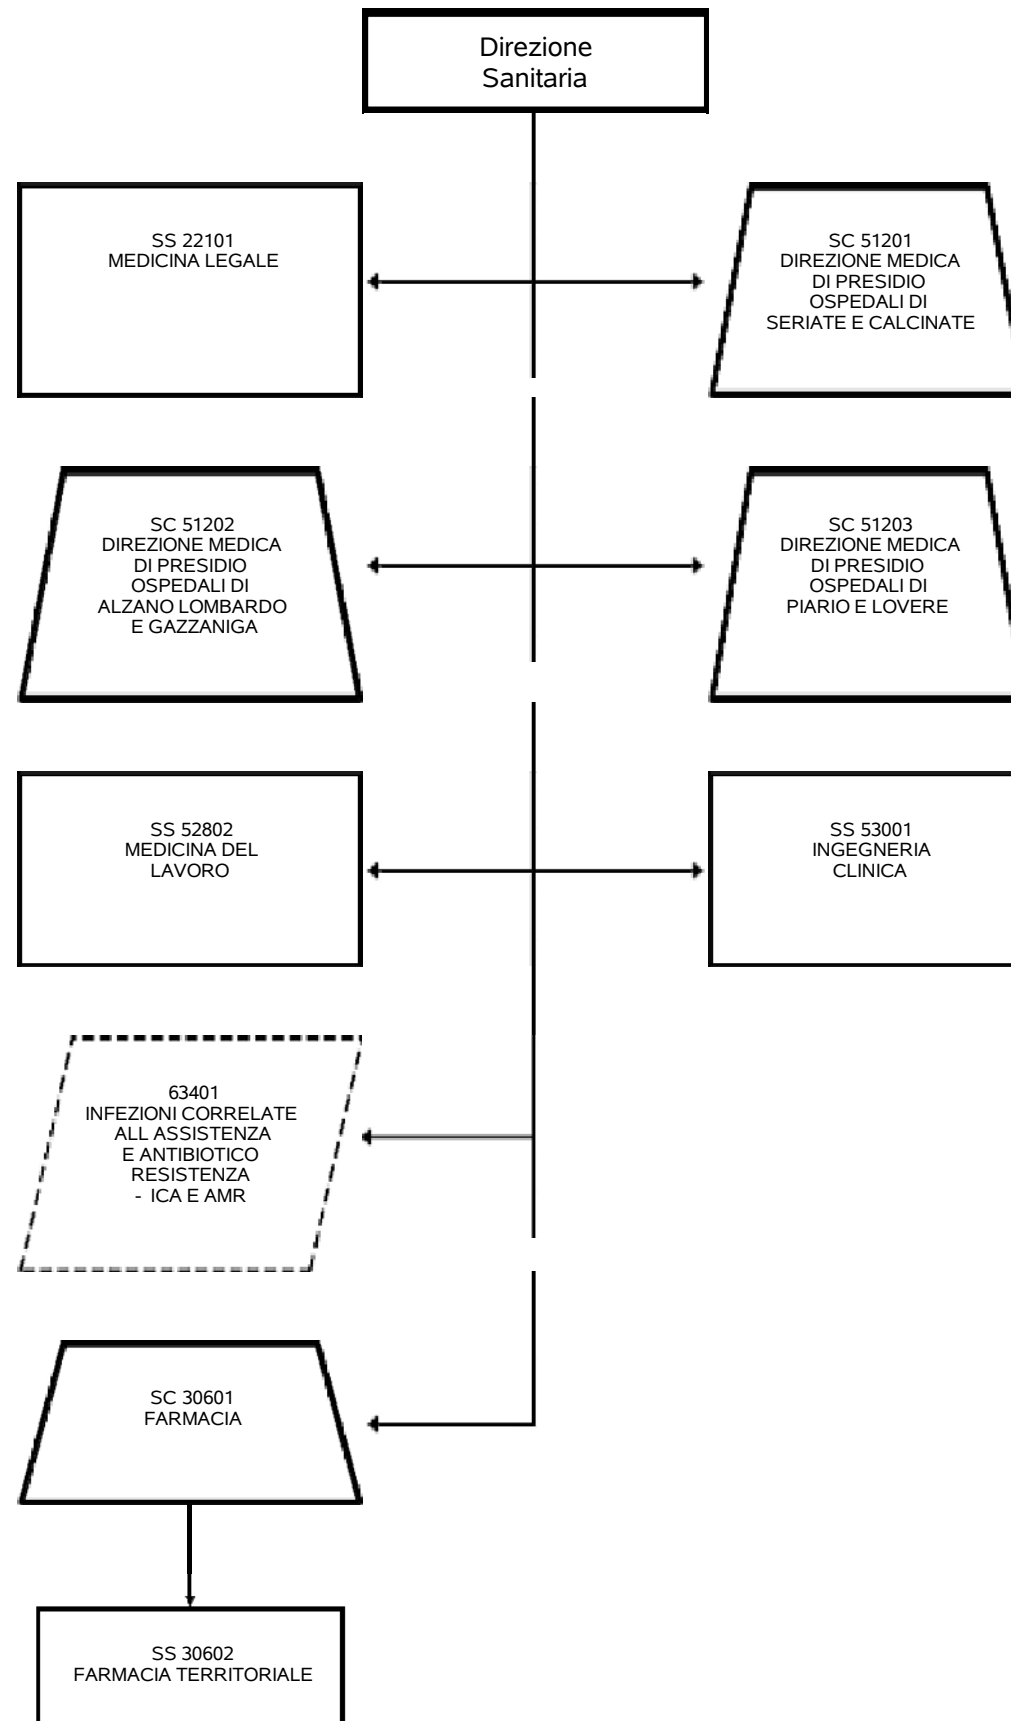 Direzione
Sanitaria
SS 22101
MEDICINA LEGALE
SC 51201
DIREZIONE MEDICA
DI PRESIDIO
OSPEDALI DI
SERIATE E CALCINATE
SC 51202
DIREZIONE MEDICA
DI PRESIDIO
OSPEDALI DI
ALZANO LOMBARDO
E GAZZANIGA
SC 51203
DIREZIONE MEDICA
DI PRESIDIO
OSPEDALI DI
PIARIO E LOVERE
SS 52802
MEDICINA DEL
LAVORO
SS 53001
INGEGNERIA
CLINICA
63401
INFEZIONI CORRELATE
ALL ASSISTENZA
E ANTIBIOTICO
RESISTENZA
- ICA E AMR
SC 30601
FARMACIA
SS 30602
FARMACIA TERRITORIALE